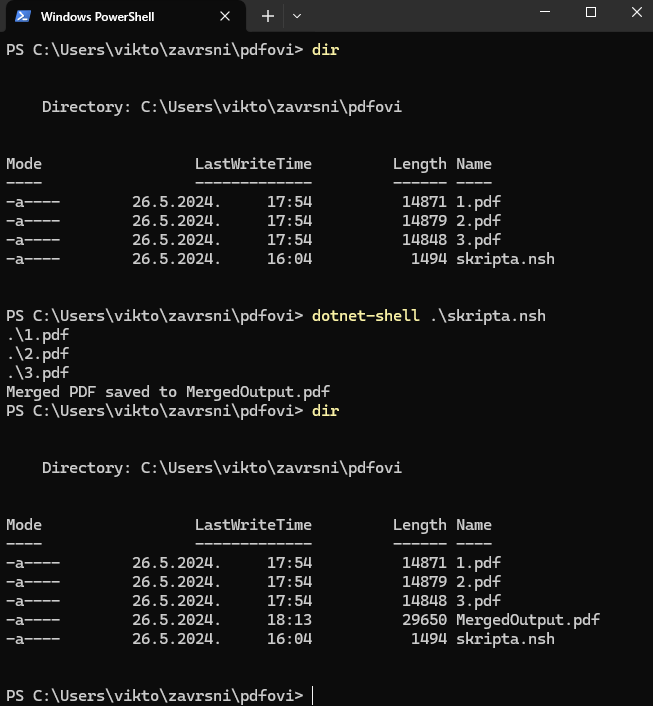 Windows PowerShell
PS C:\Users\vikto\zavrsni\pdfovi> dir
Directory: C:\Users\vikto\zavrsni\pdfovi
Mode LastWriteTime Length Name
---- ------------- ------ ----
-a---- 26.5.2024. 17:54 14871 1.pdf
-a---- 26.5.2024. 17:54 14879 2.pdf
-a---- 26.5.2024. 17:54 14848 3.pdf
-a---- 26.5.2024. 16:04 1494 skripta.nsh
PS C:\Users\vikto\zavrsni\pdfovi> dotnet-shell .\skripta.nsh
.\1.pdf
.\2.pdf
.\3.pdf
Merged PDF saved to MergedOutput.pdf
PS C:\Users\vikto\zavrsni\pdfovi> dir
Directory: C:\Users\vikto\zavrsni\pdfovi
Mode LastWriteTime Length Name
---- ------------- ------ ----
-a---- 26.5.2024. 17:54 14871 1.pdf
-a---- 26.5.2024. 17:54 14879 2.pdf
-a---- 26.5.2024. 17:54 14848 3.pdf
-a---- 26.5.2024. 18:13 29650 MergedOutput.pdf
-a---- 26.5.2024. 16:04 1494 skripta.nsh
PS C:\Users\vikto\zavrsni\pdfovi>